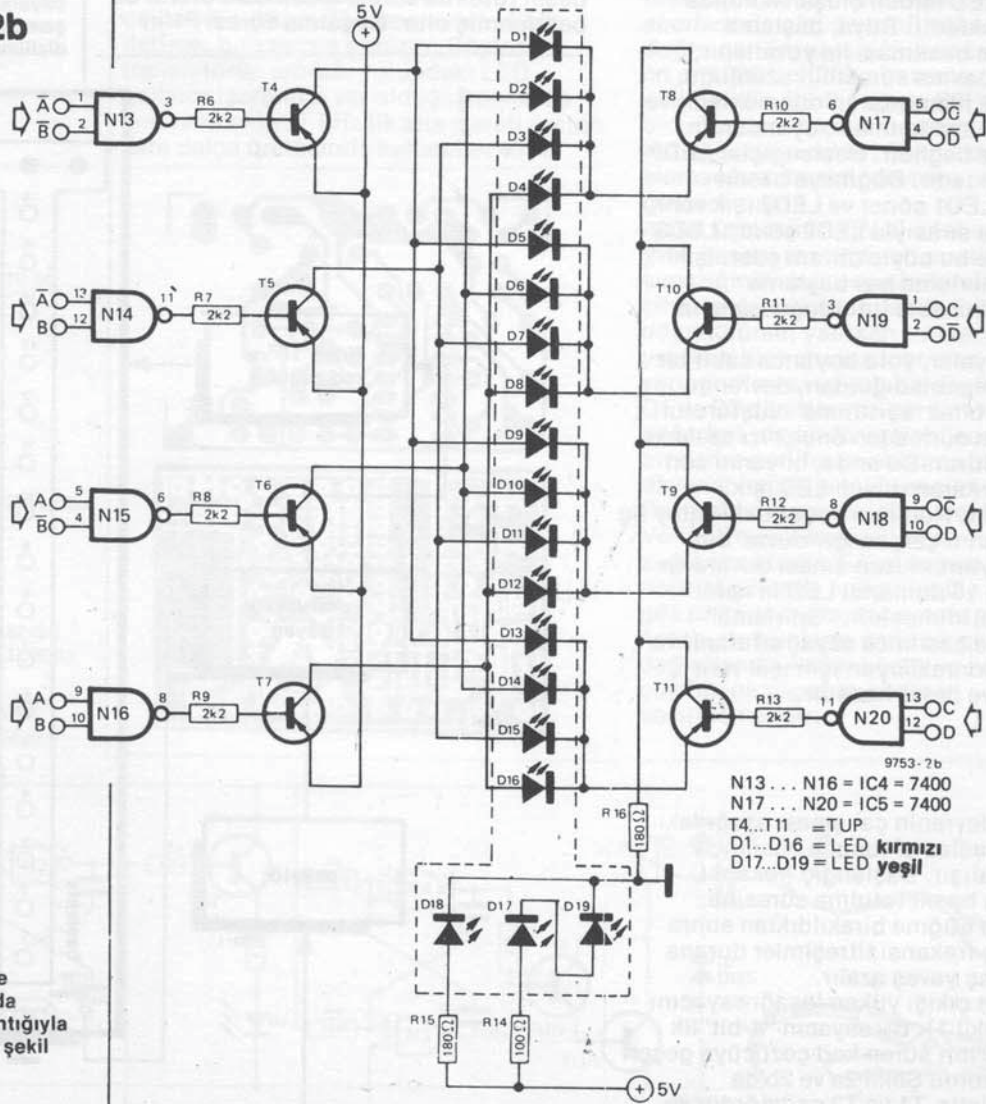 2b
5V
D1
D2
D3
D4
D5
D6
D7
D8
D9
D10
D11
D12
D13
D14
D15
D16
A̅ 1 N13 3 R6 2k2 T4
B̅ 2
A̅ 13 N14 11 R7 2k2 T5
B 12
A 5 N15 6 R8 2k2 T6
B̅ 4
A 9 N16 8 R9 2k2 T7
B 10
T8 R10 2k2 6 N17 5 C̅
4 D̅
T10 R11 2k2 3 N19 1 C
2 D̅
T9 R12 2k2 8 N18 9 C̅
10 D
T11 R13 2k2 11 N20 13 C
12 D
9753-2b
N13 . . . N16 = IC4 = 7400
N17 . . . N20 = IC5 = 7400
T4...T11 = TUP
D1...D16 = LED kırmızı
D17...D19 = LED yeşil
R16 180Ω
D18 D17 D19
R15 180Ω R14 100Ω
5V
e
da
ntığıyla
şekil